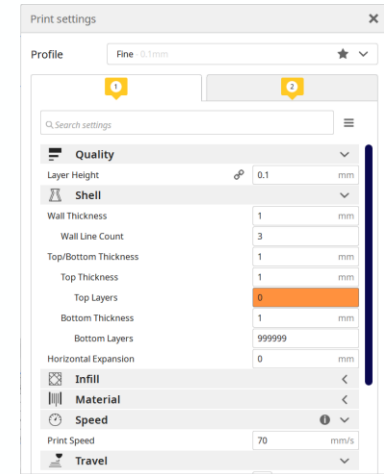 Print settings
Profile
Fine - 0.1mm
1
2
Search settings
Quality
Layer Height 0.1 mm
Shell
Wall Thickness 1 mm
Wall Line Count 3
Top/Bottom Thickness 1 mm
Top Thickness 1 mm
Top Layers 0
Bottom Thickness 1 mm
Bottom Layers 999999
Horizontal Expansion 0 mm
Infill
Material
Speed
Print Speed 70 mm/s
Travel